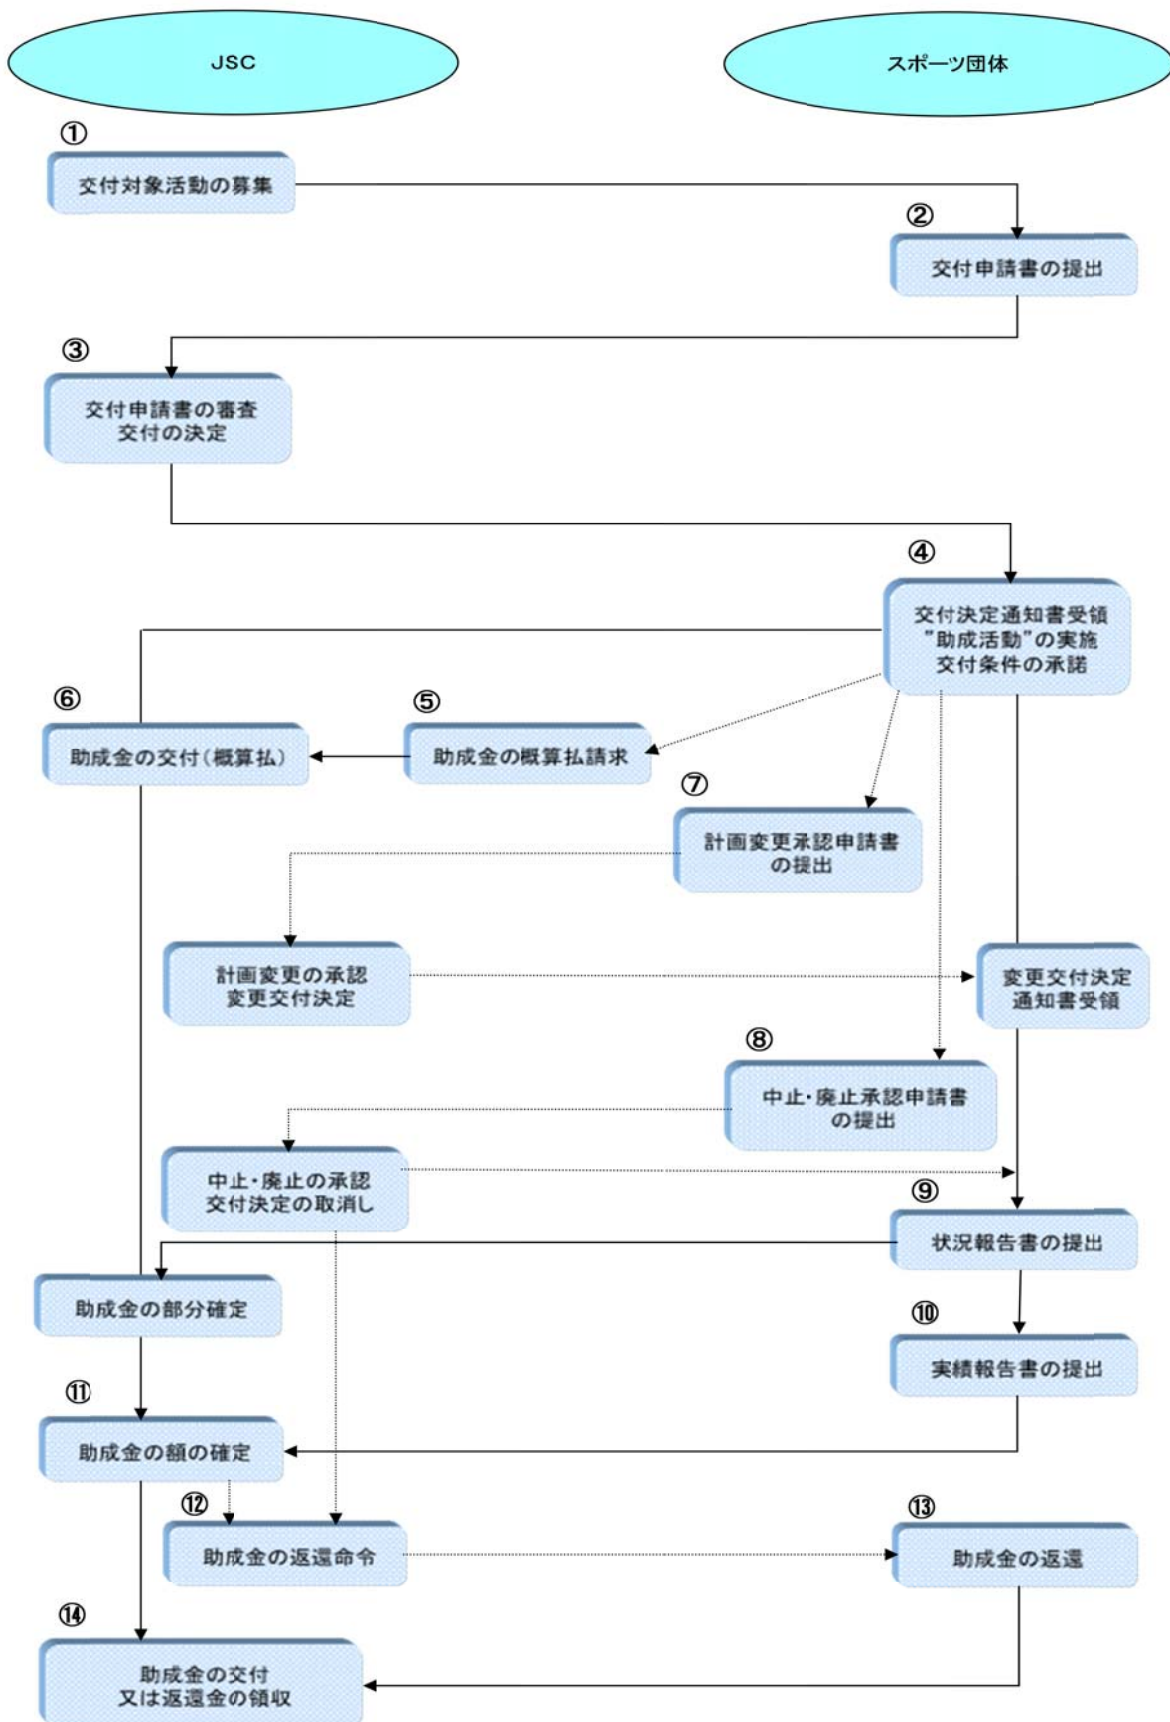 JSC
スポーツ団体
①
交付対象活動の募集
②
交付申請書の提出
③
交付申請書の審査
交付の決定
④
交付決定通知書受領
”助成活動”の実施
交付条件の承諾
⑥
助成金の交付(概算払)
⑤
助成金の概算払請求
⑦
計画変更承認申請書
の提出
計画変更の承認
変更交付決定
変更交付決定
通知書受領
⑧
中止・廃止承認申請書
の提出
中止・廃止の承認
交付決定の取消し
⑨
状況報告書の提出
助成金の部分確定
⑩
実績報告書の提出
⑪
助成金の額の確定
⑫
助成金の返還命令
⑬
助成金の返還
⑭
助成金の交付
又は返還金の領収